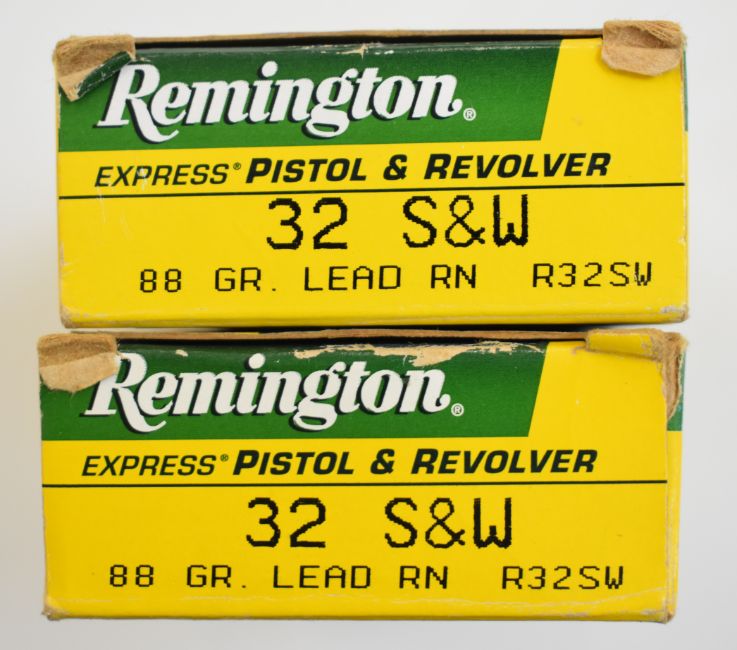 Remington®
EXPRESS® PISTOL & REVOLVER
32 S&W
88 GR. LEAD RN R32SW
Remington®
EXPRESS® PISTOL & REVOLVER
32 S&W
88 GR. LEAD RN R32SW